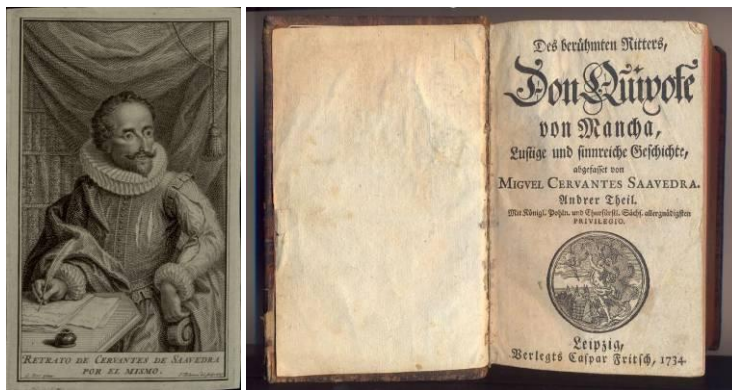 RETRATO DE CERVANTES DE SAAVEDRA
POR EL MISMO.
Des berühmten Ritters,
Don Quixote
von Mancha,
Lustige und sinnreiche Geschichte,
abgefasset von
MIGVEL CERVANTES SAAVEDRA.
Andrer Theil.
Mit Königl. Pohln. und Churfürstl. Sächs. allergnädigsten
PRIVILEGIO.
Leipzig,
Verlegts Caspar Fritsch, 1734.